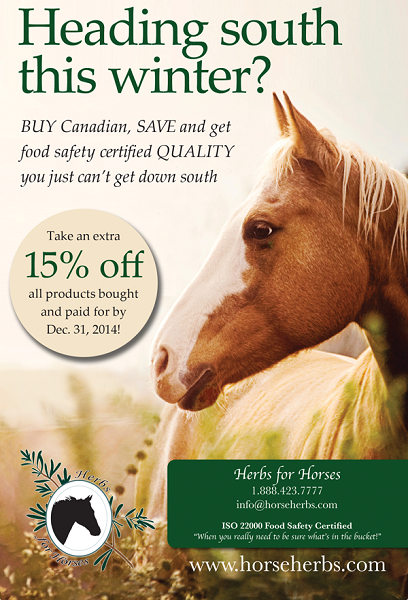 Heading south
this winter?
BUY Canadian, SAVE and get
food safety certified QUALITY
you just can't get down south
Take an extra
15% off
all products bought
and paid for by
Dec. 31, 2014!
Herbs
for Horses
Herbs for Horses
1.888.423.7777
info@horseherbs.com
ISO 22000 Food Safety Certified
"When you really need to be sure what's in the bucket!"
www.horseherbs.com